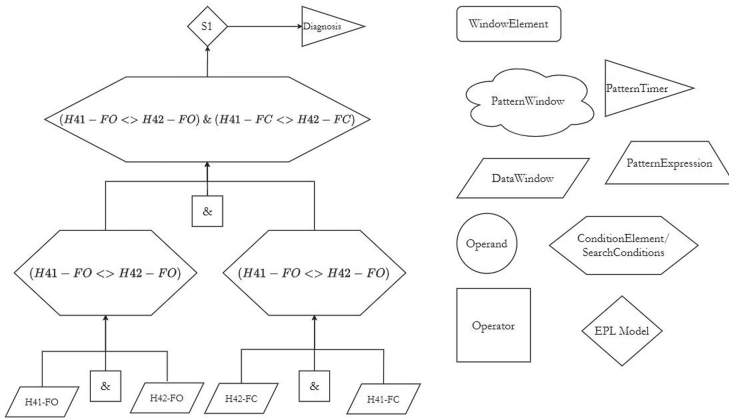 S1
Diagnosis
(H41 − FO <> H42 − FO) & (H41 − FC <> H42 − FC)
&
(H41 − FO <> H42 − FO)
(H41 − FO <> H42 − FO)
H41-FO
&
H42-FO
H42-FC
&
H41-FC
WindowElement
PatternWindow
PatternTimer
DataWindow
PatternExpression
Operand
ConditionElement/
SearchConditions
Operator
EPL Model